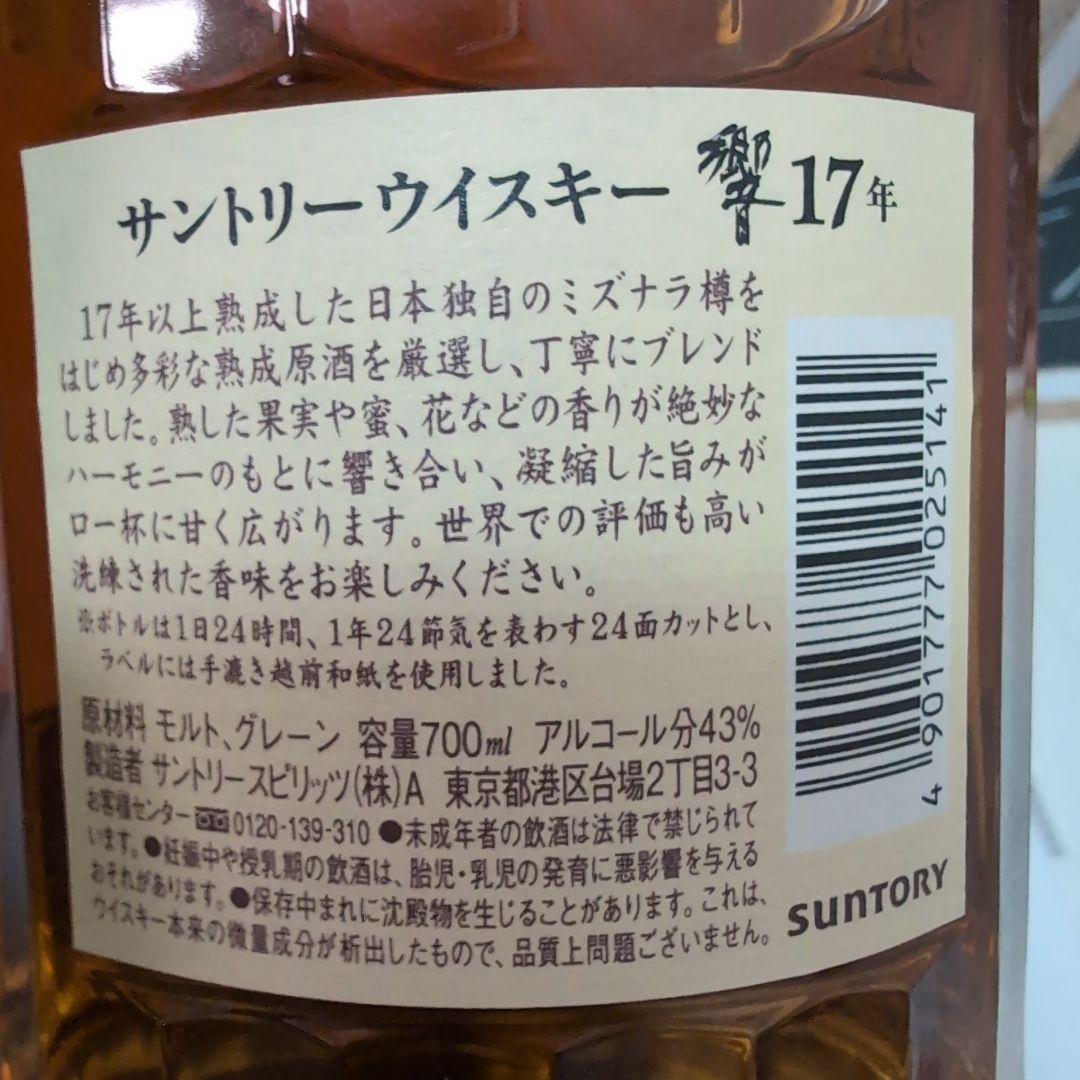 サントリーウイスキー 響 17年
17年以上熟成した日本独自のミズナラ樽を
はじめ多彩な熟成原酒を厳選し、丁寧にブレンド
しました。熟した果実や蜜、花などの香りが絶妙な
ハーモニーのもとに響き合い、凝縮した旨みが
口一杯に甘く広がります。世界での評価も高い
洗練された香味をお楽しみください。
※ボトルは1日24時間、1年24節気を表わす24面カットとし、
ラベルには手漉き越前和紙を使用しました。
原材料 モルト、グレーン 容量700ml アルコール分43%
製造者 サントリースピリッツ(株)A 東京都港区台場2丁目3-3
お客様センター 0120-139-310 ●未成年者の飲酒は法律で禁じられて
います。●妊娠中や授乳期の飲酒は、胎児・乳児の発育に悪影響を与える
おそれがあります。●保存中まれに沈殿物を生じることがあります。これは、
ウイスキー本来の微量成分が析出したもので、品質上問題ございません。
4 901777 025141
SUNTORY